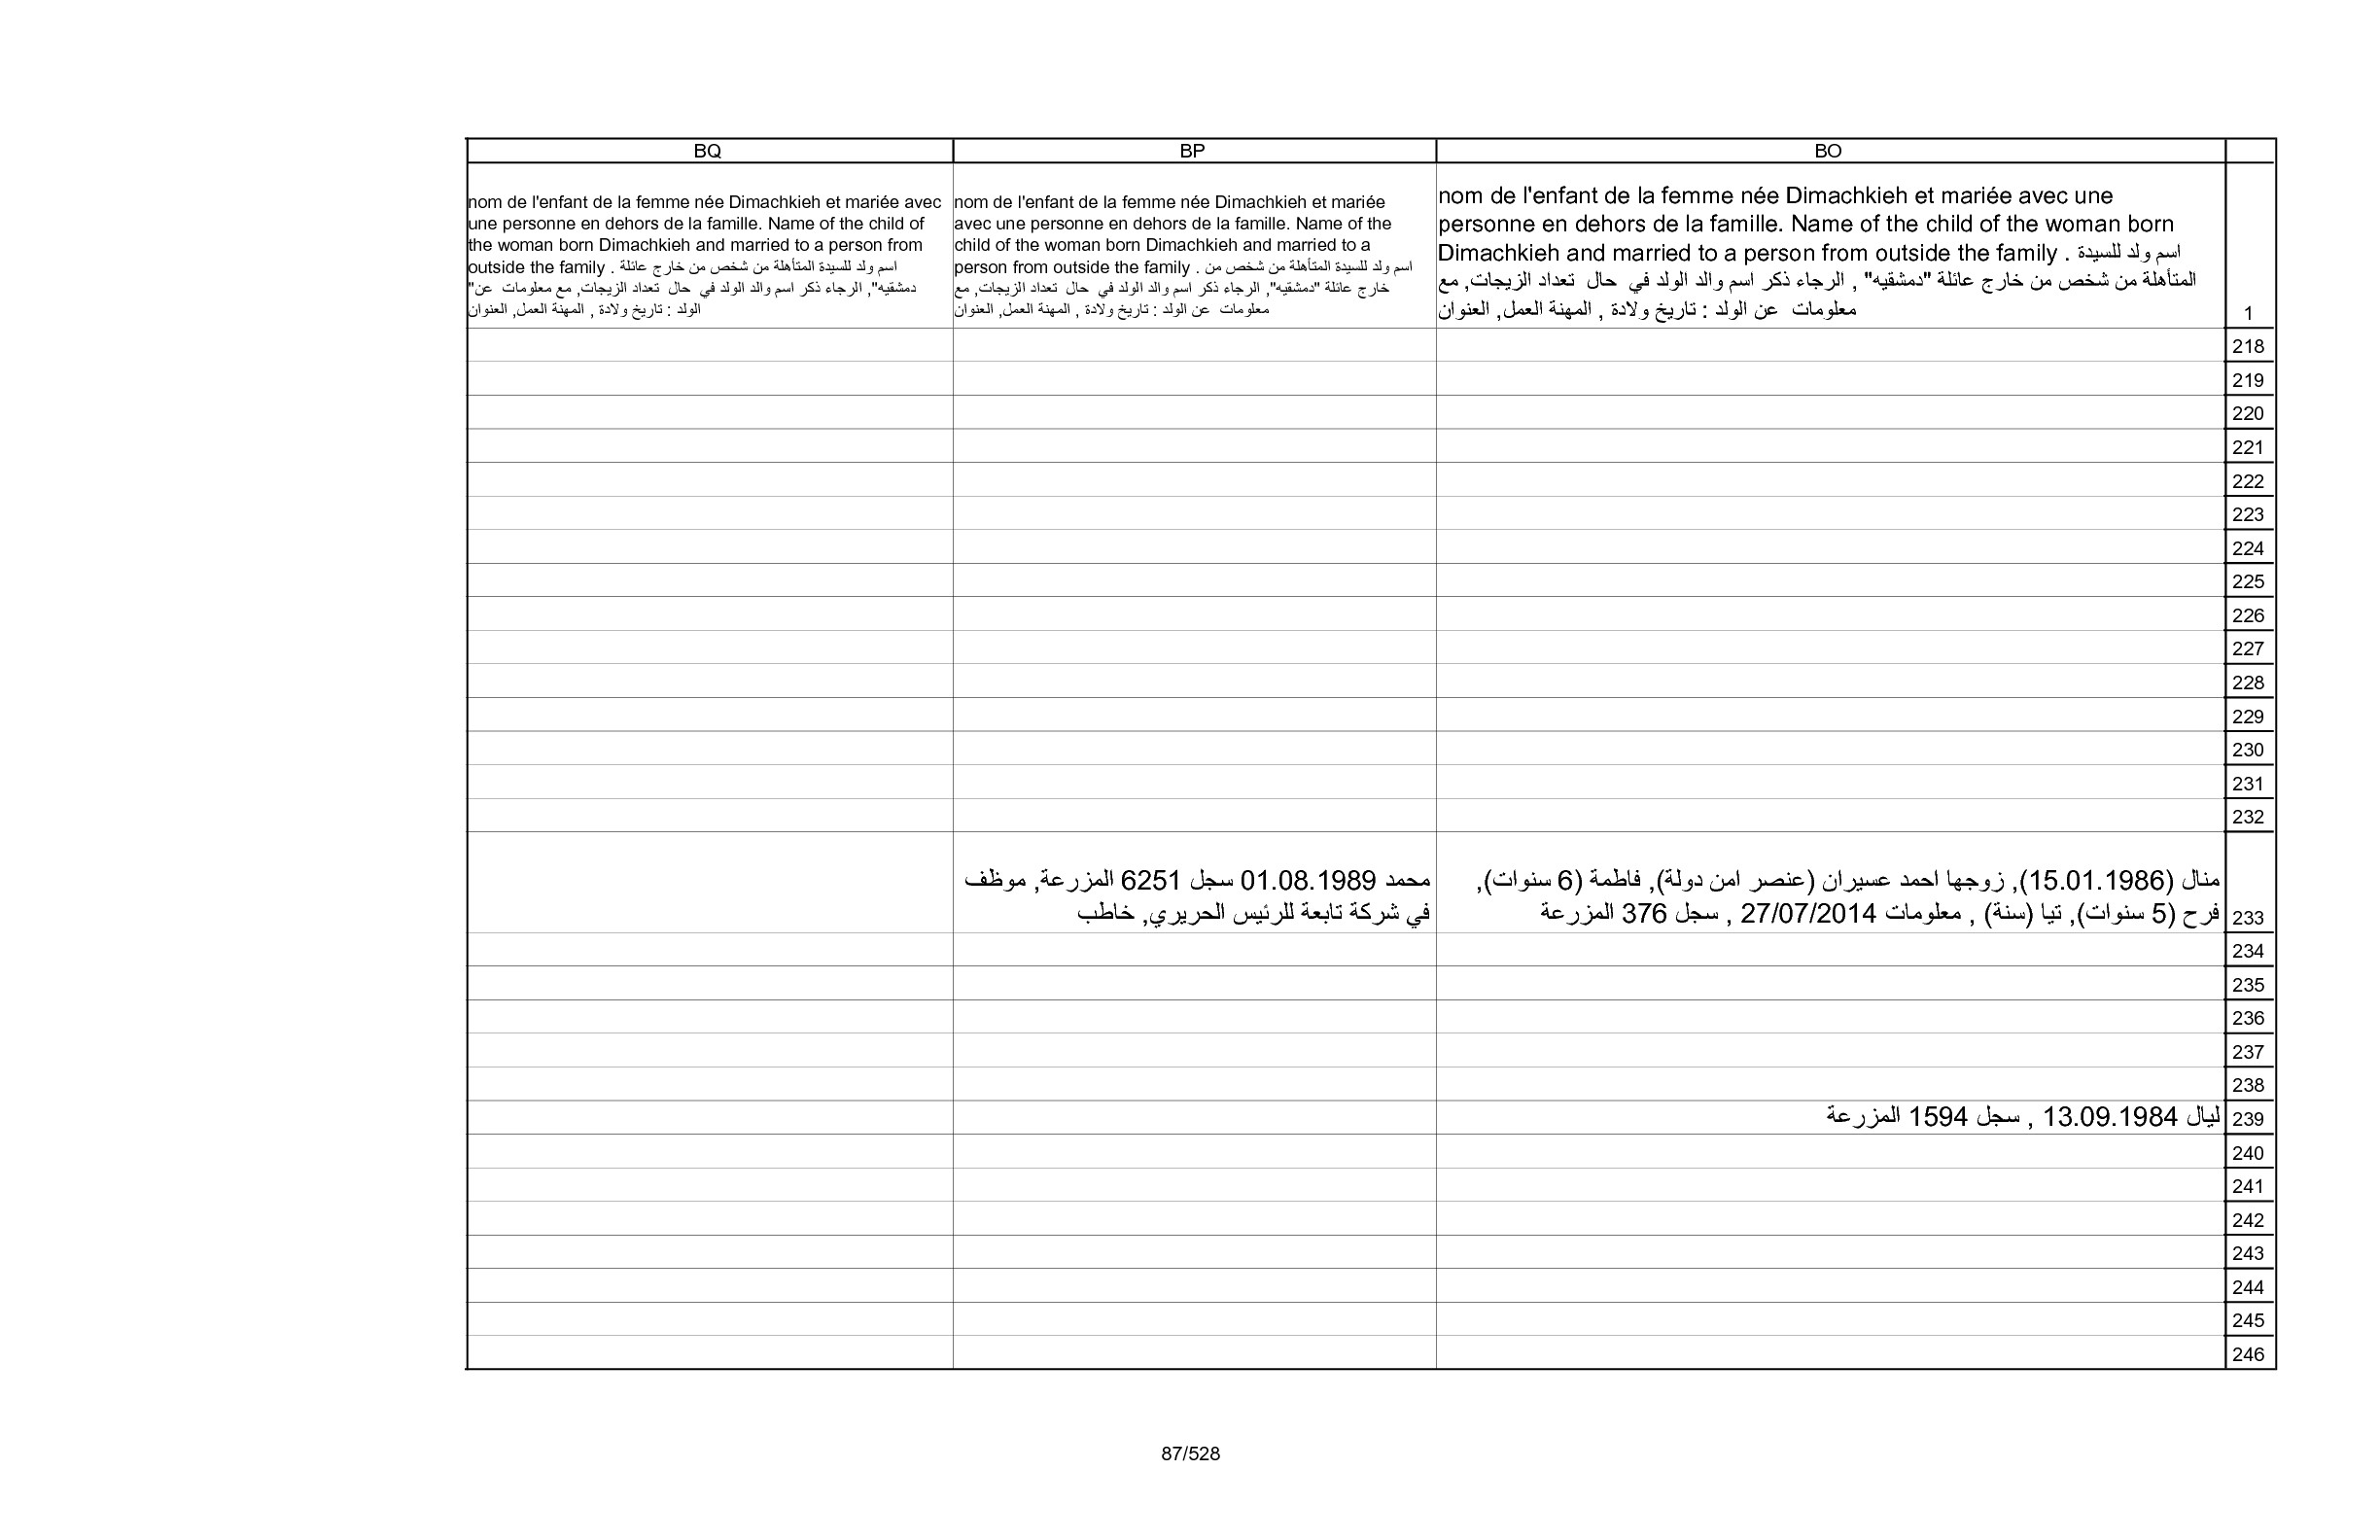 BO
BP
BQ
1
nom de l'enfant de la femme née Dimachkieh et mariée avec une
personne en dehors de la famille. Name of the child of the woman born
Dimachkieh and married to a person from outside the family . اسم ولد للسيدة
المتأهلة من شخص من خارج عائلة "دمشقيه" , الرجاء ذكر اسم والد الولد في حال تعداد الزيجات, مع
معلومات عن الولد : تاريخ ولادة , المهنة العمل, العنوان
nom de l'enfant de la femme née Dimachkieh et mariée
avec une personne en dehors de la famille. Name of the
child of the woman born Dimachkieh and married to a
person from outside the family . اسم ولد للسيدة المتأهلة من شخص من
خارج عائلة "دمشقيه", الرجاء ذكر اسم والد الولد في حال تعداد الزيجات, مع
معلومات عن الولد : تاريخ ولادة , المهنة العمل, العنوان
nom de l'enfant de la femme née Dimachkieh et mariée avec
une personne en dehors de la famille. Name of the child of
the woman born Dimachkieh and married to a person from
outside the family . اسم ولد للسيدة المتأهلة من شخص من خارج عائلة
"دمشقيه", الرجاء ذكر اسم والد الولد في حال تعداد الزيجات, مع معلومات عن
الولد : تاريخ ولادة , المهنة العمل, العنوان
218
219
220
221
222
223
224
225
226
227
228
229
230
231
232
233
منال (15.01.1986), زوجها احمد عسيران (عنصر امن دولة), فاطمة (6 سنوات),
فرح (5 سنوات), تيا (سنة) , معلومات 27/07/2014 , سجل 376 المزرعة
محمد 01.08.1989 سجل 6251 المزرعة, موظف
في شركة تابعة للرئيس الحريري, خاطب
234
235
236
237
238
239
ليال 13.09.1984 , سجل 1594 المزرعة
240
241
242
243
244
245
246
87/528